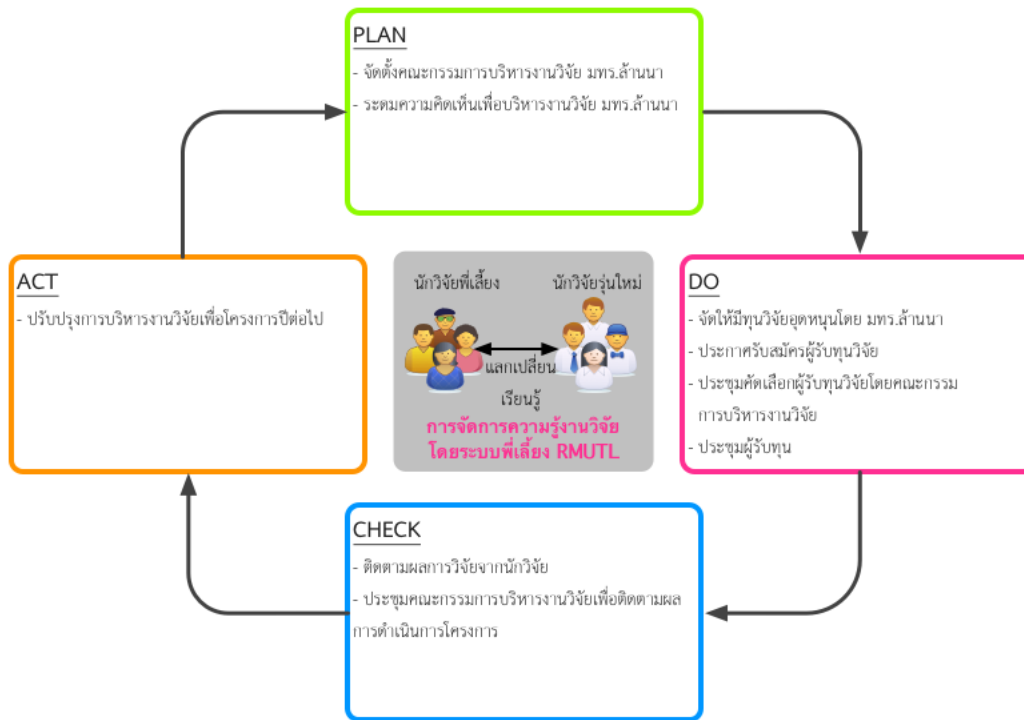 PLAN
- จัดตั้งคณะกรรมการบริหารงานวิจัย มทร.ล้านนา
- ระดมความคิดเห็นเพื่อบริหารงานวิจัย มทร.ล้านนา
ACT
- ปรับปรุงการบริหารงานวิจัยเพื่อโครงการปีต่อไป
นักวิจัยพี่เลี้ยง
นักวิจัยรุ่นใหม่
แลกเปลี่ยน
เรียนรู้
การจัดการความรู้งานวิจัย
โดยระบบพี่เลี้ยง RMUTL
DO
- จัดให้มีทุนวิจัยอุดหนุนโดย มทร.ล้านนา
- ประกาศรับสมัครผู้รับทุนวิจัย
- ประชุมคัดเลือกผู้รับทุนวิจัยโดยคณะกรรม
การบริหารงานวิจัย
- ประชุมผู้รับทุน
CHECK
- ติดตามผลการวิจัยจากนักวิจัย
- ประชุมคณะกรรมการบริหารงานวิจัยเพื่อติดตามผล
การดำเนินการโครงการ